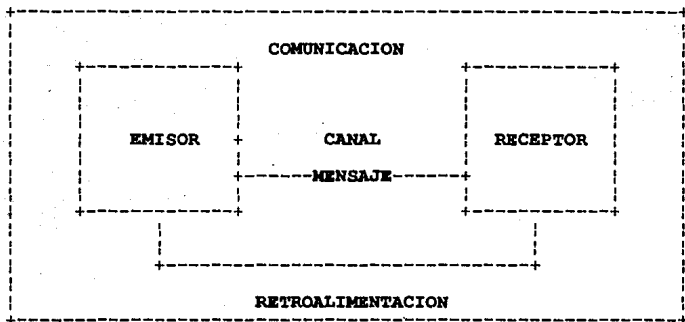 COMUNICACION
EMISOR CANAL RECEPTOR
MENSAJE
RETROALIMENTACION